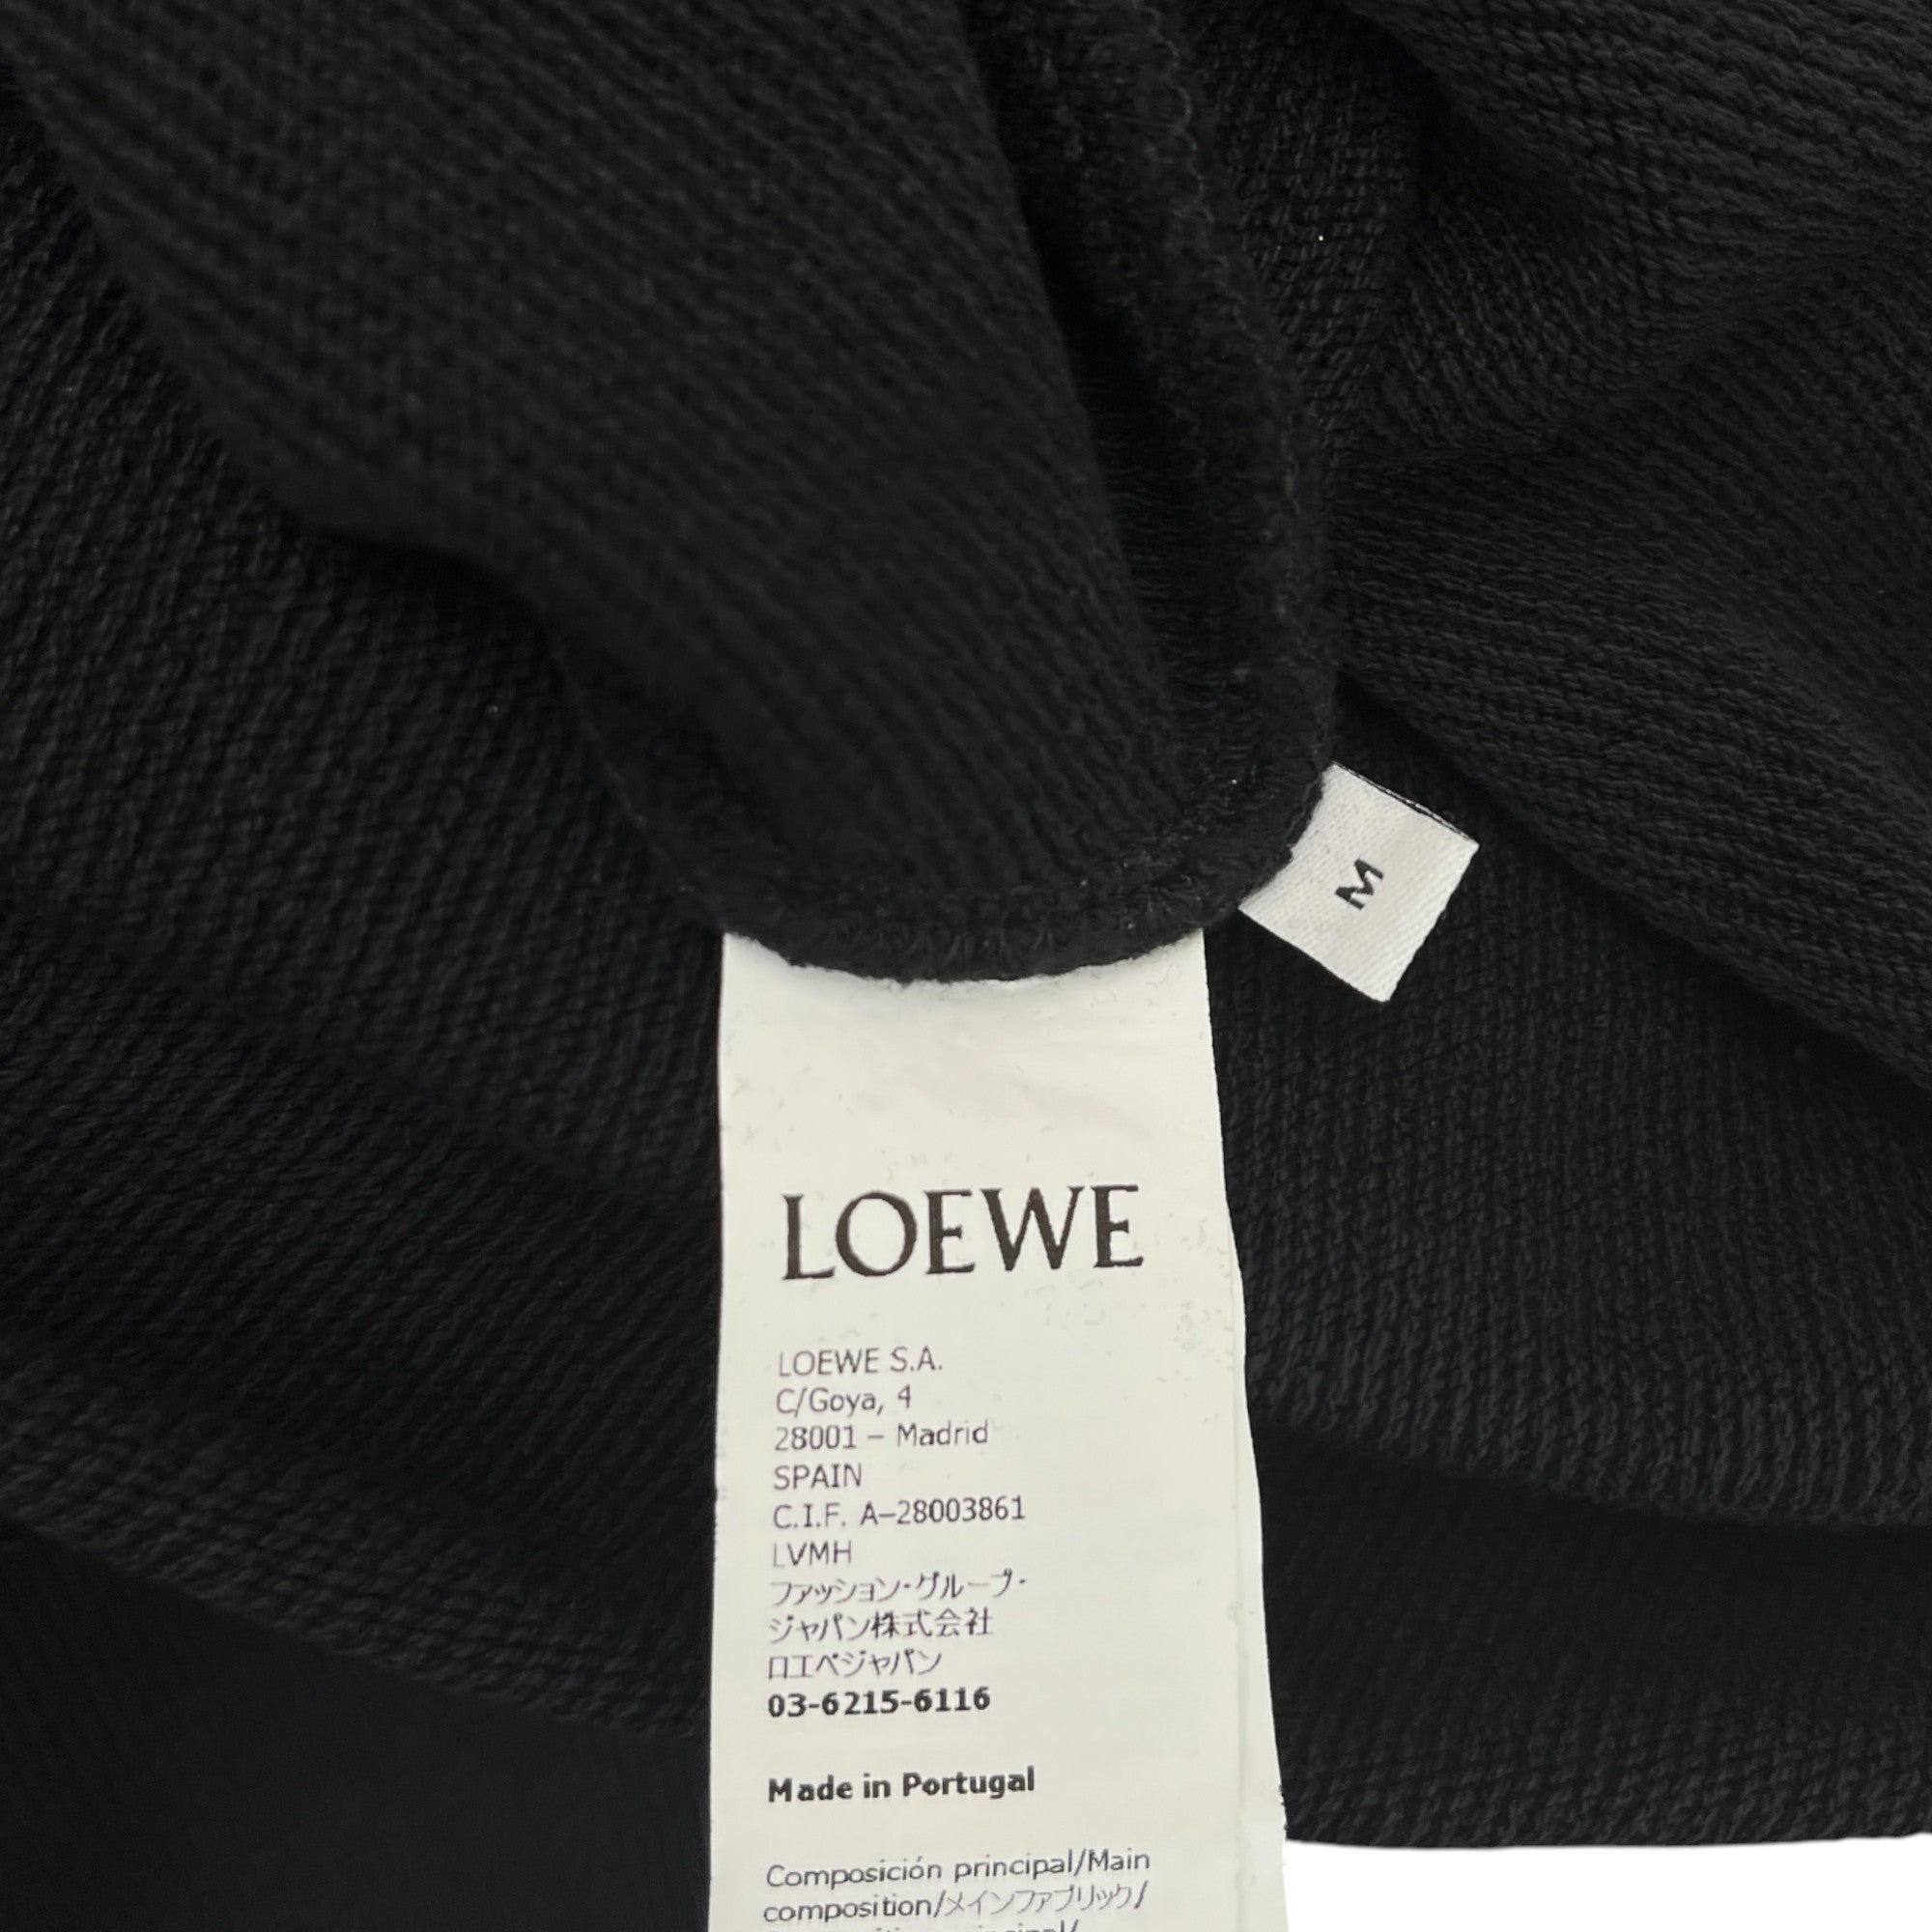 M
LOEWE
LOEWE S.A.
C/Goya, 4
28001 – Madrid
SPAIN
C.I.F. A–28003861
LVMH
ファッション・グループ・
ジャパン株式会社
ロエベジャパン
03-6215-6116
Made in Portugal
Composición principal/Main
composition/メインファブリック/